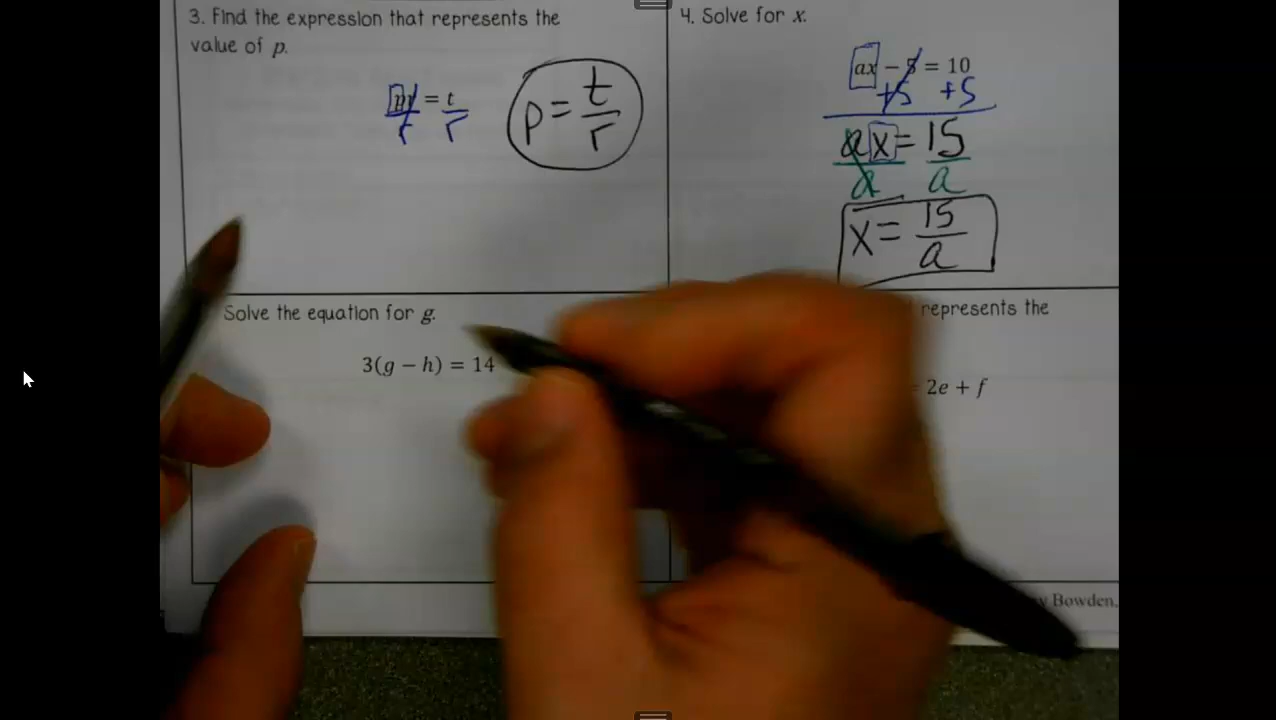 3. Find the expression that represents the
value of p.
pr = t
r r
p = t/r
4. Solve for x.
ax − 5 = 10
+5 +5
ax = 15
a a
x = 15/a
Solve the equation for g.
3(g − h) = 14
represents the
= 2e + f
Bowden,